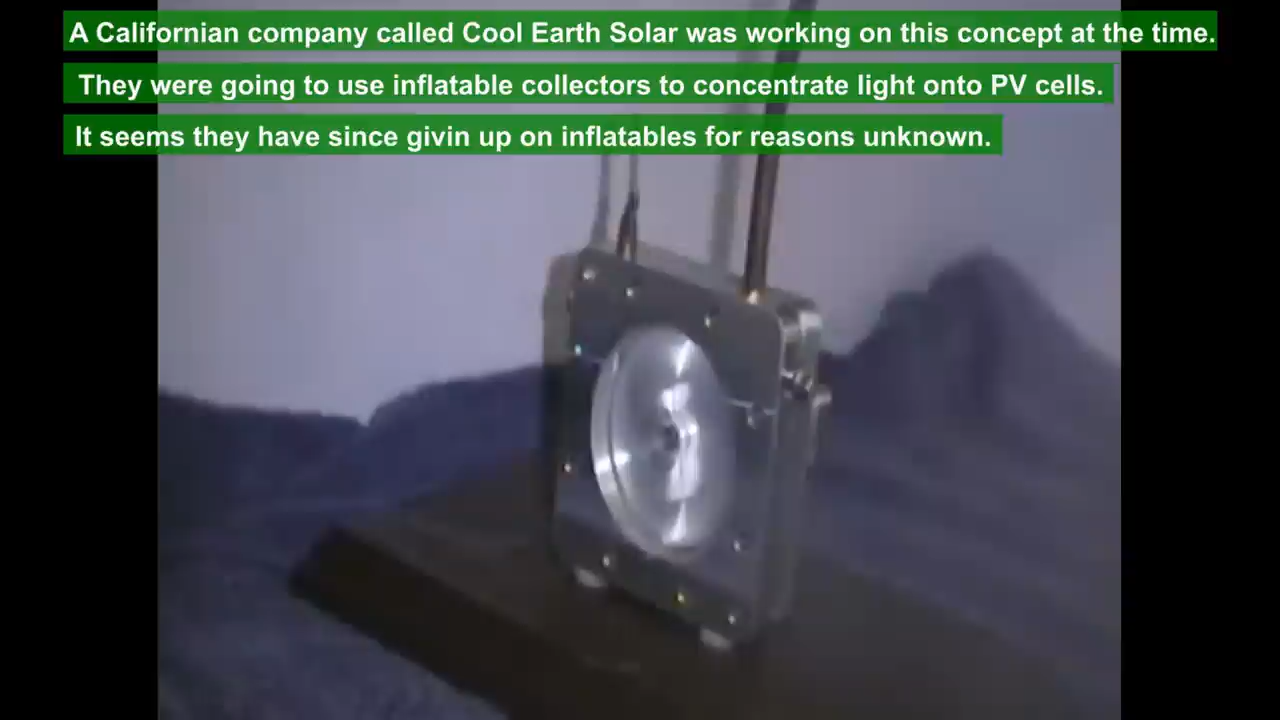 A Californian company called Cool Earth Solar was working on this concept at the time.
They were going to use inflatable collectors to concentrate light onto PV cells.
It seems they have since givin up on inflatables for reasons unknown.